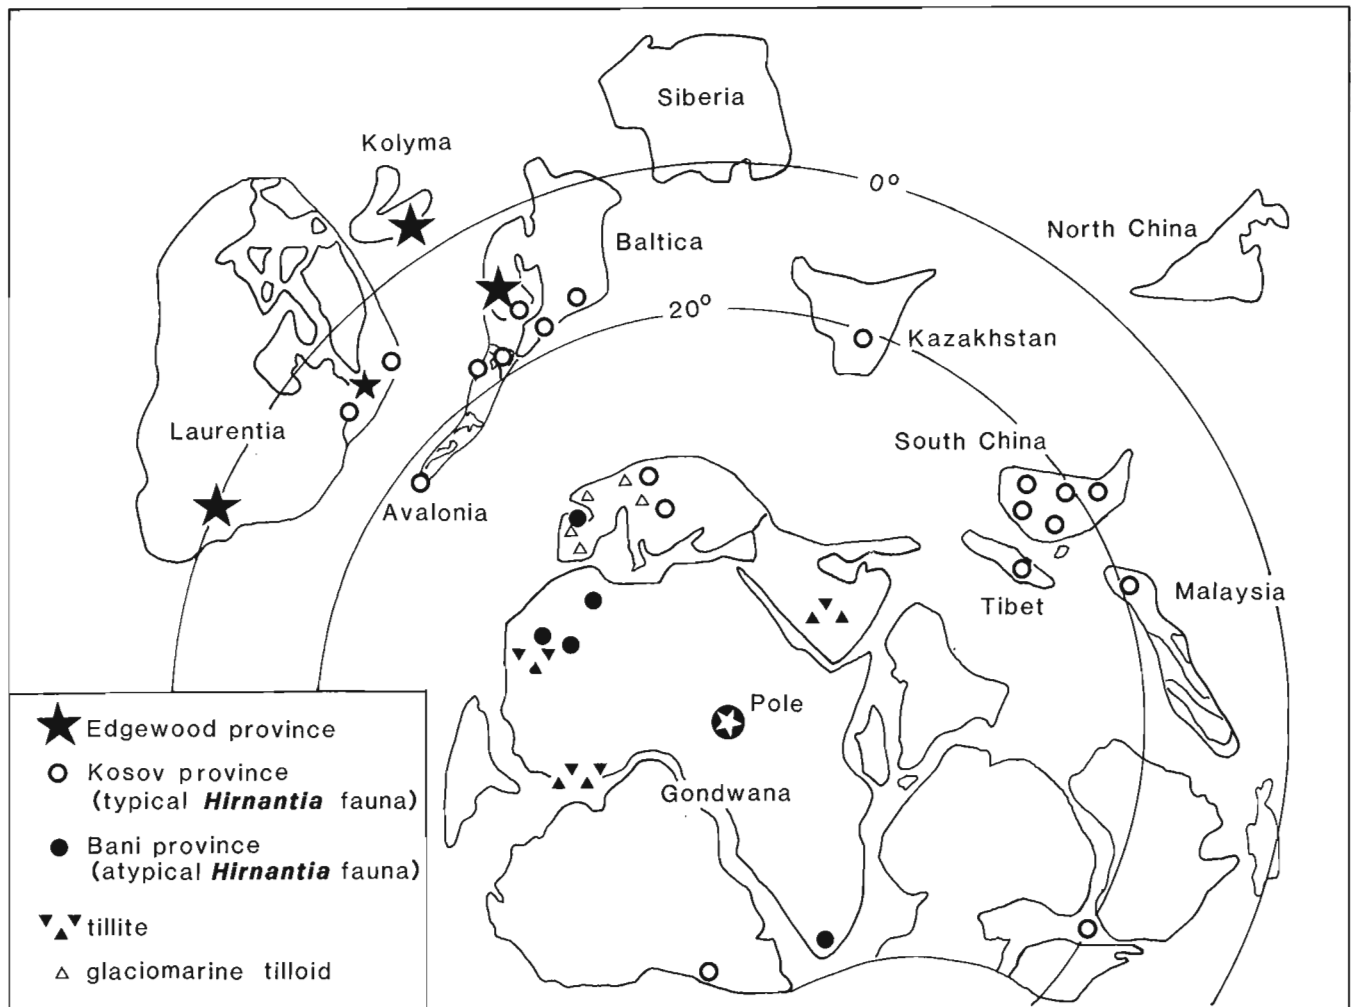 Siberia
Kolyma
0°
North China
Baltica
20°
Kazakhstan
Laurentia
South China
Avalonia
Tibet
Malaysia
Pole
Gondwana
Edgewood province
Kosov province
(typical Hirnantia fauna)
Bani province
(atypical Hirnantia fauna)
tillite
glaciomarine tilloid